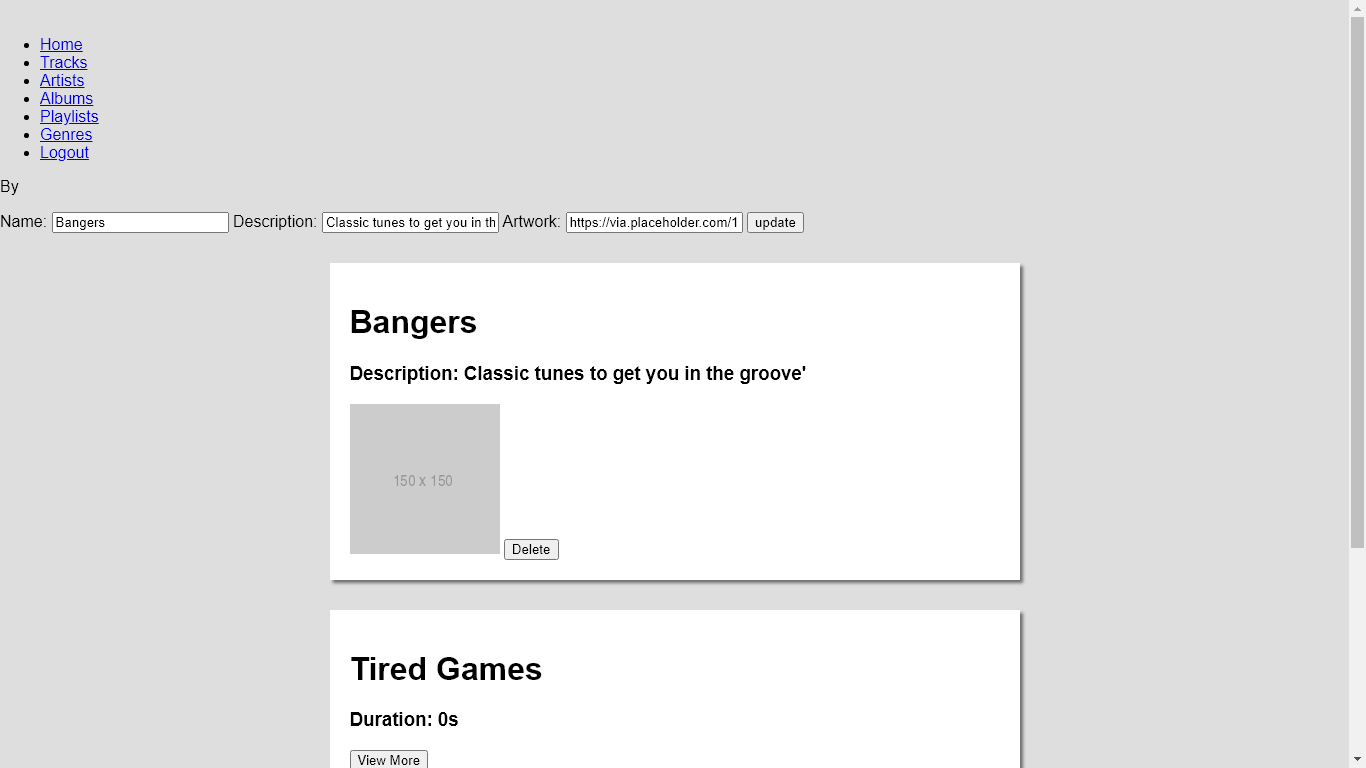 Home
Tracks
Artists
Albums
Playlists
Genres
Logout
By
Name: Bangers Description: Classic tunes to get you in th Artwork: https://via.placeholder.com/1 update
Bangers
Description: Classic tunes to get you in the groove'
150 x 150
Delete
Tired Games
Duration: 0s
View More